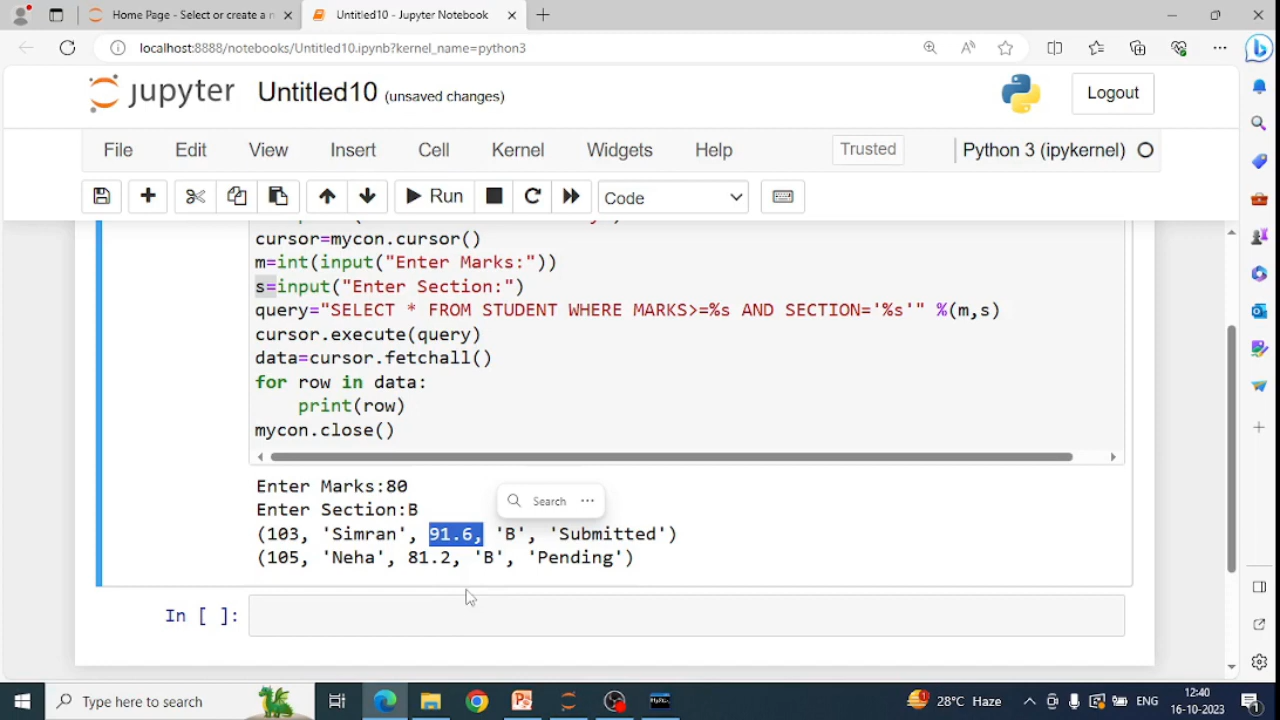 Home Page - Select or create a n
Untitled10 - Jupyter Notebook
localhost:8888/notebooks/Untitled10.ipynb?kernel_name=python3
jupyter Untitled10 (unsaved changes)
Logout
File Edit View Insert Cell Kernel Widgets Help Trusted Python 3 (ipykernel)
Run Code
cursor=mycon.cursor()
m=int(input("Enter Marks:"))
s=input("Enter Section:")
query="SELECT * FROM STUDENT WHERE MARKS>=%s AND SECTION='%s'" %(m,s)
cursor.execute(query)
data=cursor.fetchall()
for row in data:
    print(row)
mycon.close()
Enter Marks:80
Search ...
Enter Section:B
(103, 'Simran', 91.6, 'B', 'Submitted')
(105, 'Neha', 81.2, 'B', 'Pending')
In [ ]:
Type here to search
28°C Haze
ENG
12:40
16-10-2023